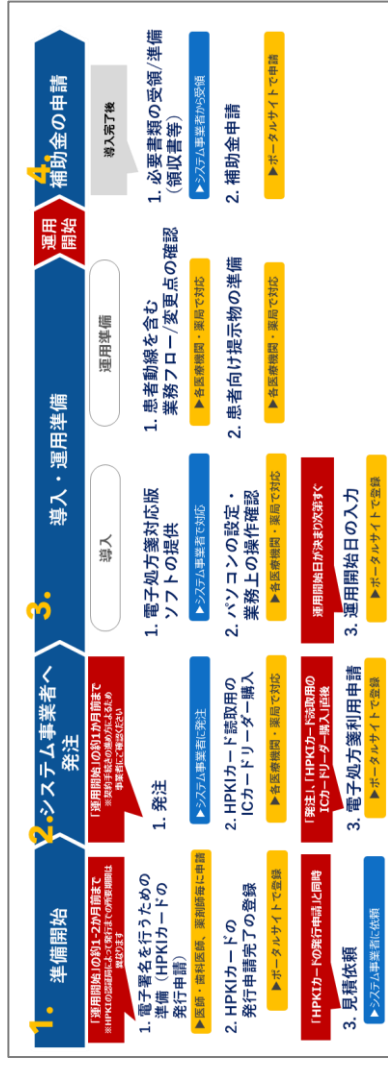 1.
準備開始
「運用開始」の約1~2か月前まで
※HPKIの認証局によって発行までの所要期間は
異なります
1. 電子署名を行うための
準備（HPKIカードの
発行申請）
▶医師・歯科医師、薬剤師毎に申請
2. HPKIカードの
発行申請完了の登録
▶ポータルサイトで登録
「HPKIカードの発行申請」と同時
3. 見積依頼
▶システム事業者に依頼
2.
システム事業者へ
発注
「運用開始」の約1か月前まで
※契約手続きの進め方によるため
事業者にご確認ください
1. 発注
▶システム事業者に発注
2. HPKIカード読取用の
ICカードリーダー購入
▶各医療機関・薬局で対応
「発注」、「HPKIカード読取用の
ICカードリーダー購入」直後
3. 電子処方箋利用申請
▶ポータルサイトで登録
3.
導入・運用準備
導入
1. 電子処方箋対応版
ソフトの提供
▶システム事業者で対応
2. パソコンの設定・
業務上の操作確認
▶各医療機関・薬局で対応
運用開始日が決まり次第すぐ
3. 運用開始日の入力
▶ポータルサイトで登録
運用準備
1. 患者動線を含む
業務フロー/変更点の確認
▶各医療機関・薬局で対応
2. 患者向け提示物の準備
▶各医療機関・薬局で対応
運用
開始
4.
補助金の申請
導入完了後
1. 必要書類の受領/準備
（領収書等）
▶システム事業者から受領
2. 補助金申請
▶ポータルサイトで申請